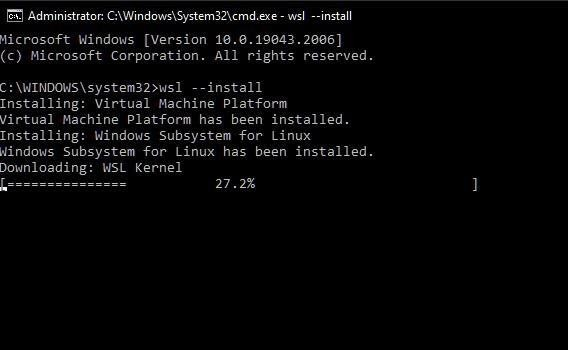 Administrator: C:\Windows\System32\cmd.exe - wsl --install
Microsoft Windows [Version 10.0.19043.2006]
(c) Microsoft Corporation. All rights reserved.
C:\WINDOWS\system32>wsl --install
Installing: Virtual Machine Platform
Virtual Machine Platform has been installed.
Installing: Windows Subsystem for Linux
Windows Subsystem for Linux has been installed.
Downloading: WSL Kernel
[=============== 27.2% ]